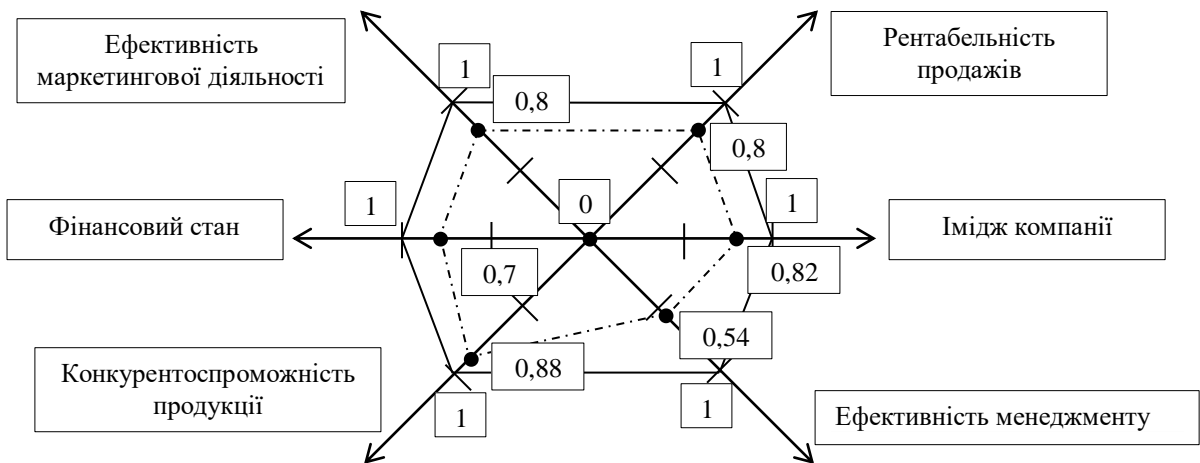 Ефективність
маркетингової діяльності
Рентабельність
продажів
1
1
0,8
0,8
Фінансовий стан
1
0
1
Імідж компанії
0,7
0,82
0,54
Конкурентоспроможність
продукції
0,88
1
1
Ефективність менеджменту